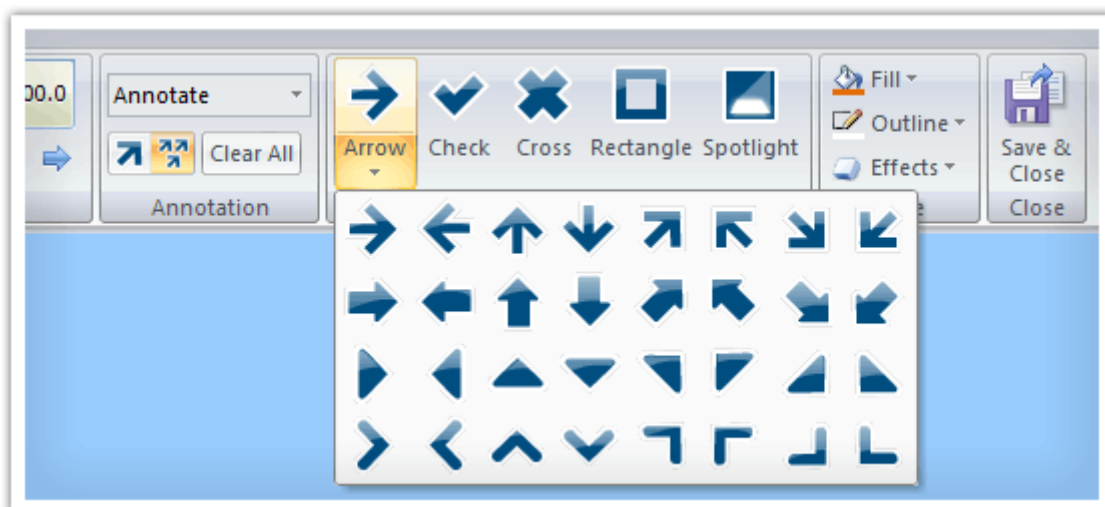 00.0
Annotate
Clear All
Annotation
Arrow
Check
Cross
Rectangle
Spotlight
Fill
Outline
Effects
Save &
Close
Close